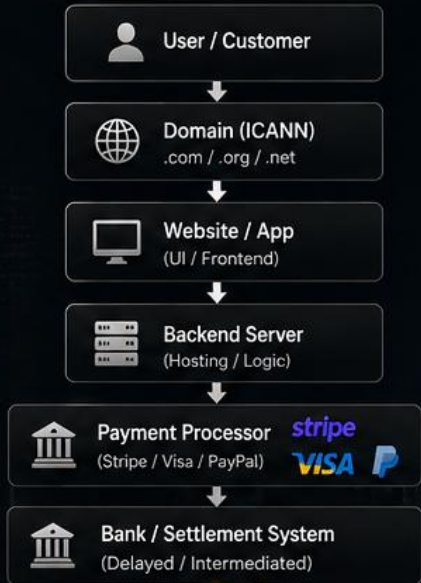 User / Customer
Domain (ICANN)
.com / .org / .net
Website / App
(UI / Frontend)
Backend Server
(Hosting / Logic)
Payment Processor
(Stripe / Visa / PayPal)
stripe
VISA
Bank / Settlement System
(Delayed / Intermediated)